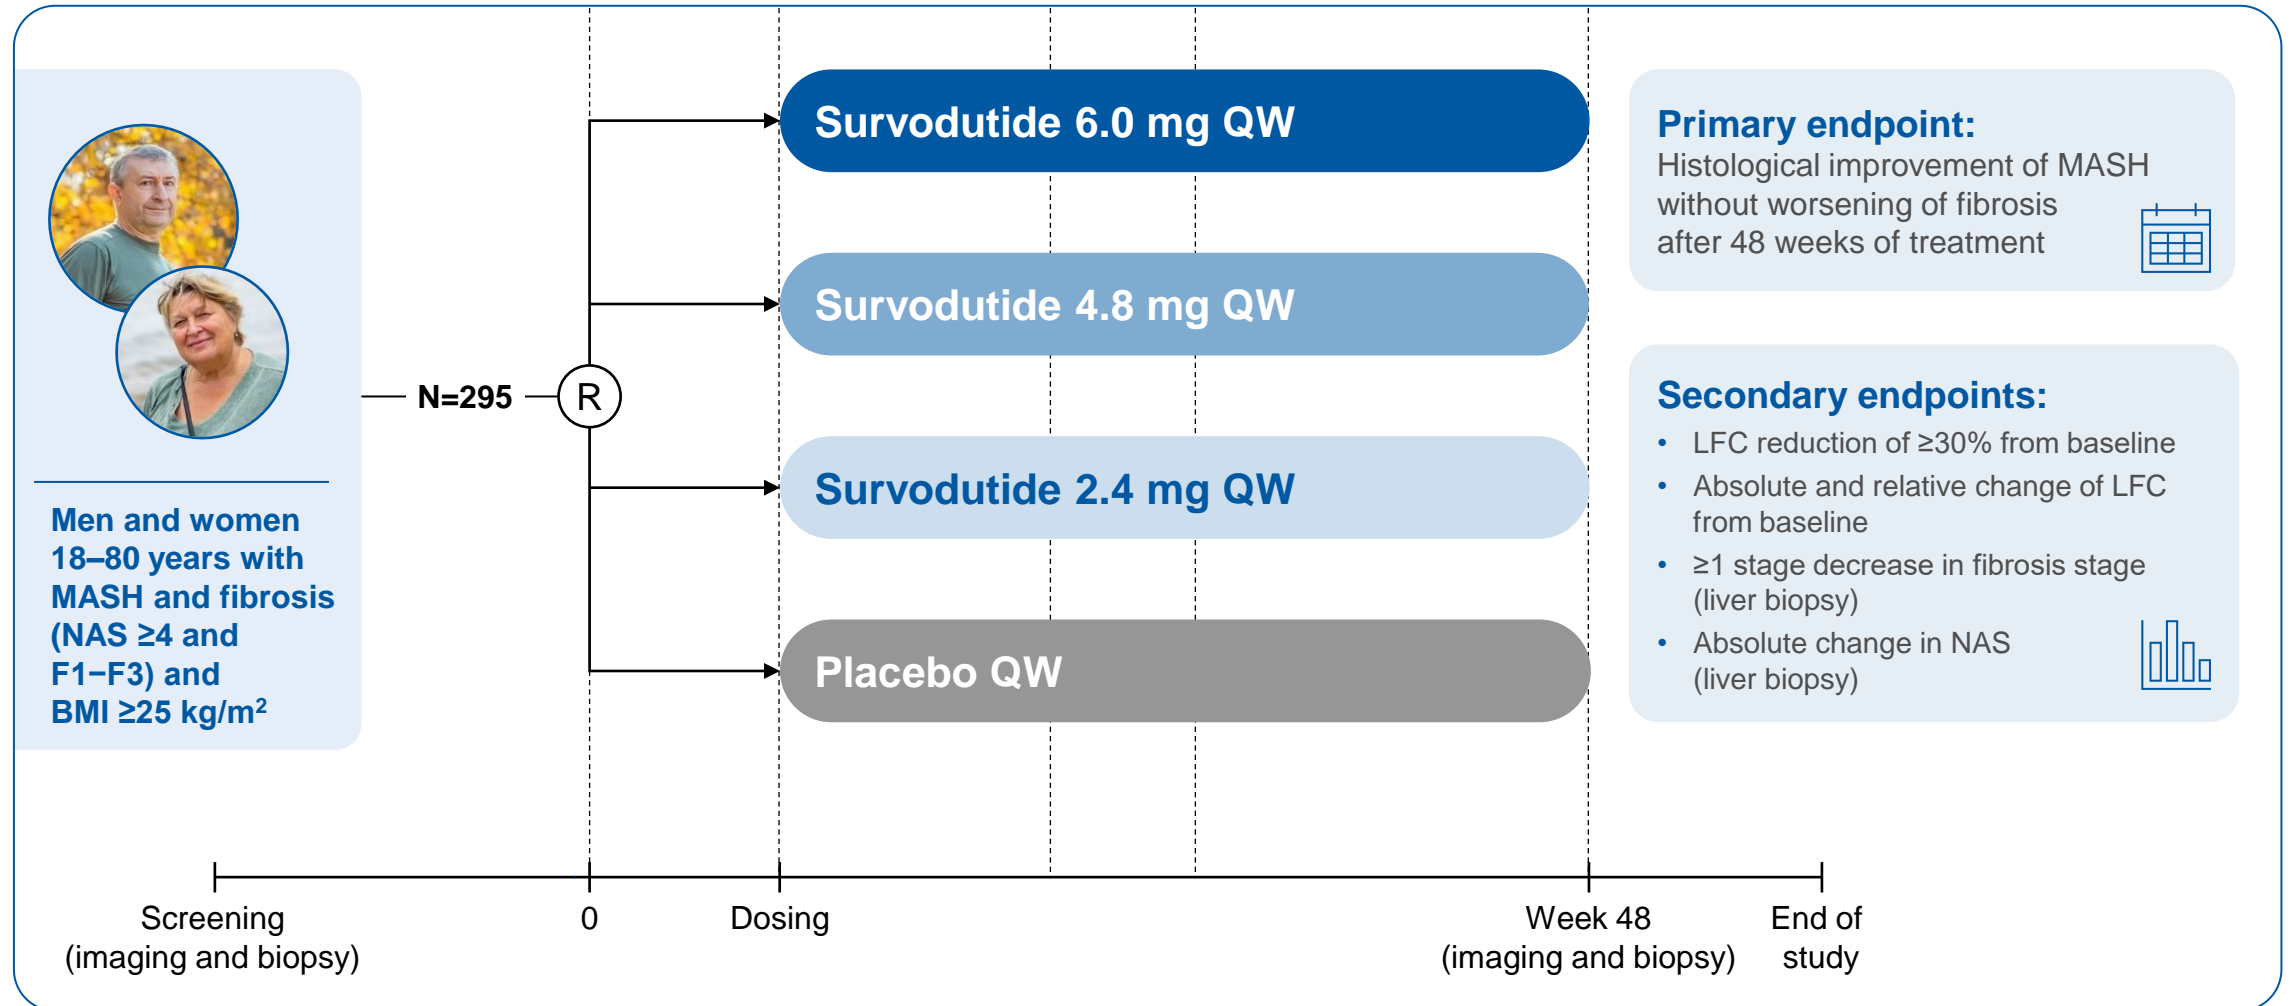 Men and women
18–80 years with
MASH and fibrosis
(NAS ≥4 and
F1−F3) and
BMI ≥25 kg/m²
N=295
R
Survodutide 6.0 mg QW
Survodutide 4.8 mg QW
Survodutide 2.4 mg QW
Placebo QW
Primary endpoint:
Histological improvement of MASH
without worsening of fibrosis
after 48 weeks of treatment
Secondary endpoints:
• LFC reduction of ≥30% from baseline
• Absolute and relative change of LFC
from baseline
• ≥1 stage decrease in fibrosis stage
(liver biopsy)
• Absolute change in NAS
(liver biopsy)
Screening
(imaging and biopsy)
0
Dosing
Week 48
(imaging and biopsy)
End of
study